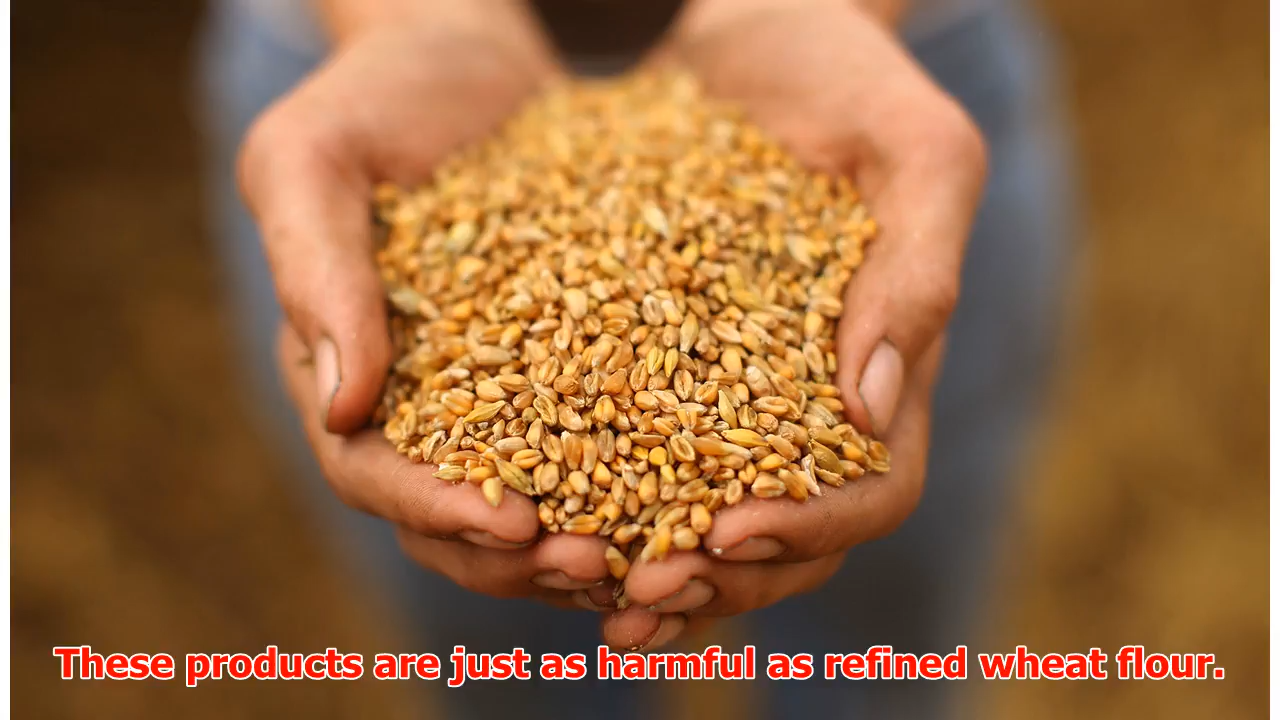 These products are just as harmful as refined wheat flour.